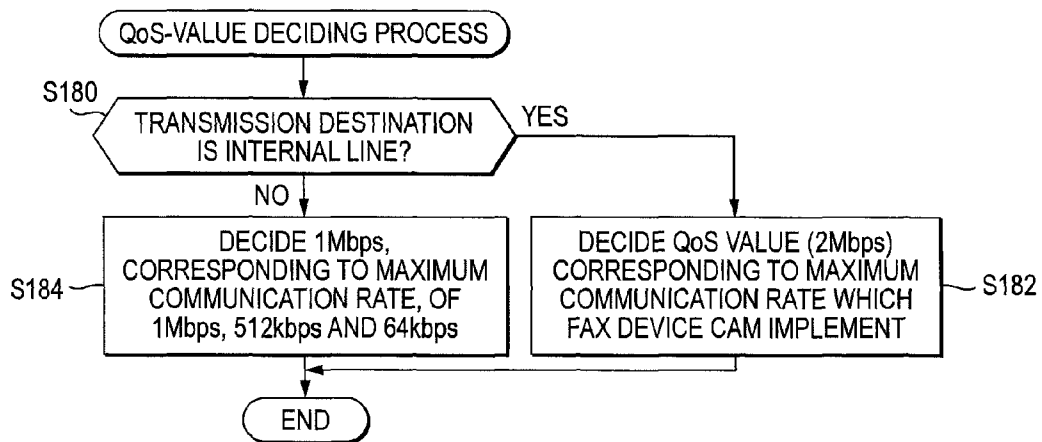 QoS-VALUE DECIDING PROCESS
S180
TRANSMISSION DESTINATION
IS INTERNAL LINE?
YES
NO
DECIDE 1Mbps,
CORRESPONDING TO MAXIMUM
COMMUNICATION RATE, OF
1Mbps, 512kbps AND 64kbps
S184
DECIDE QoS VALUE (2Mbps)
CORRESPONDING TO MAXIMUM
COMMUNICATION RATE WHICH
FAX DEVICE CAM IMPLEMENT
S182
END